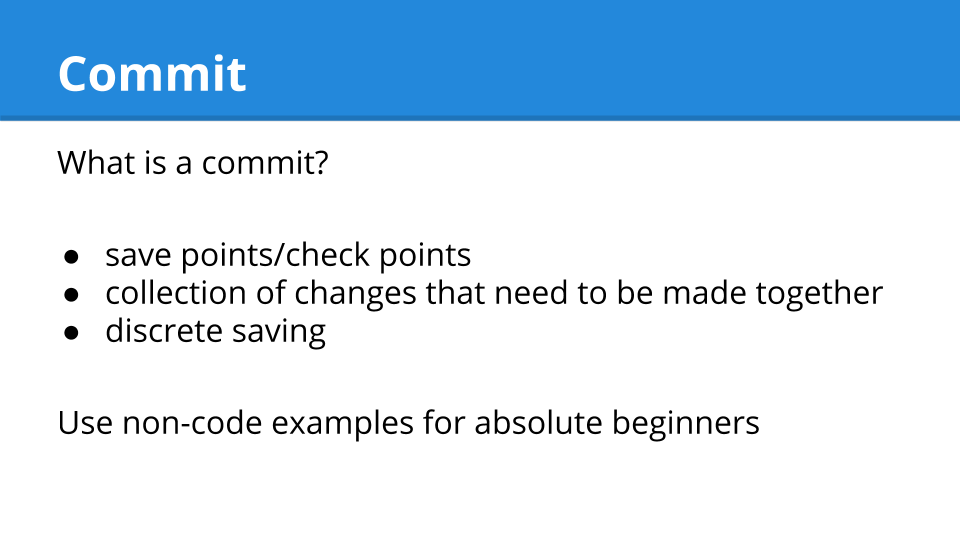 Commit
What is a commit?
● save points/check points
● collection of changes that need to be made together
● discrete saving
Use non-code examples for absolute beginners